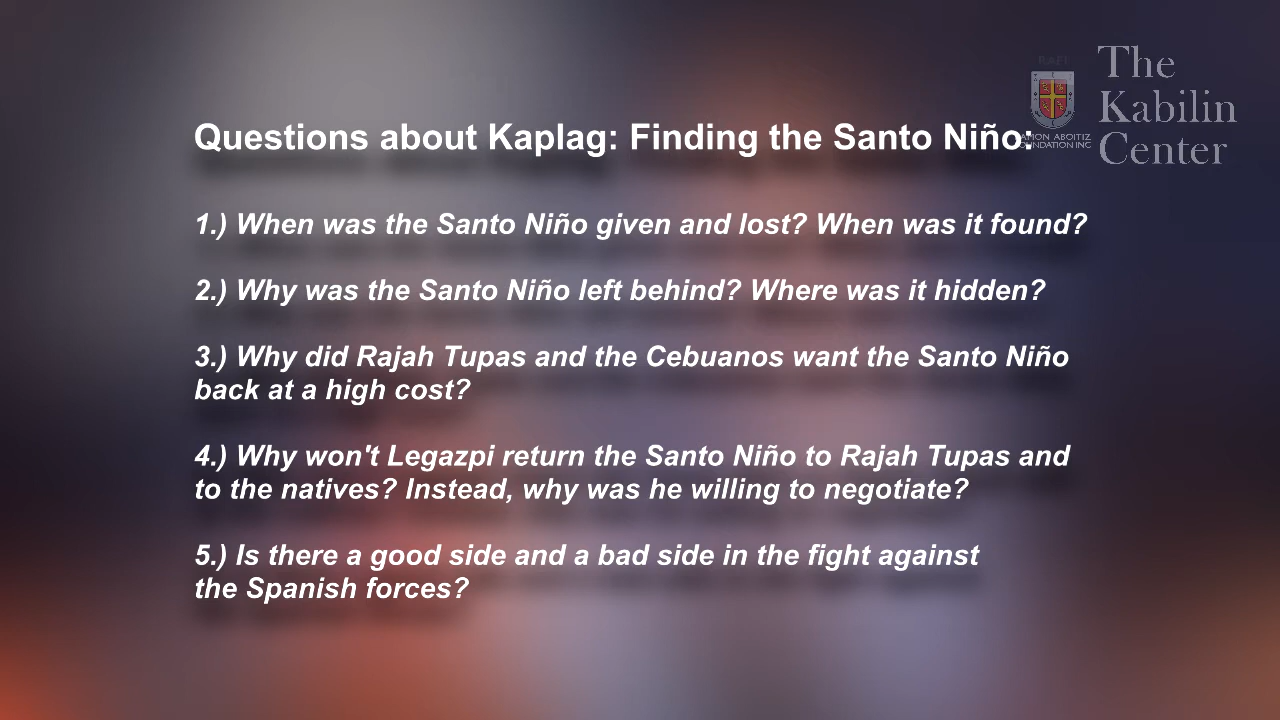 RAFI
The
Kabilin
Center
RAMON ABOITIZ
FOUNDATION INC
Questions about Kaplag: Finding the Santo Niño:
1.) When was the Santo Niño given and lost? When was it found?
2.) Why was the Santo Niño left behind? Where was it hidden?
3.) Why did Rajah Tupas and the Cebuanos want the Santo Niño
back at a high cost?
4.) Why won't Legazpi return the Santo Niño to Rajah Tupas and
to the natives? Instead, why was he willing to negotiate?
5.) Is there a good side and a bad side in the fight against
the Spanish forces?